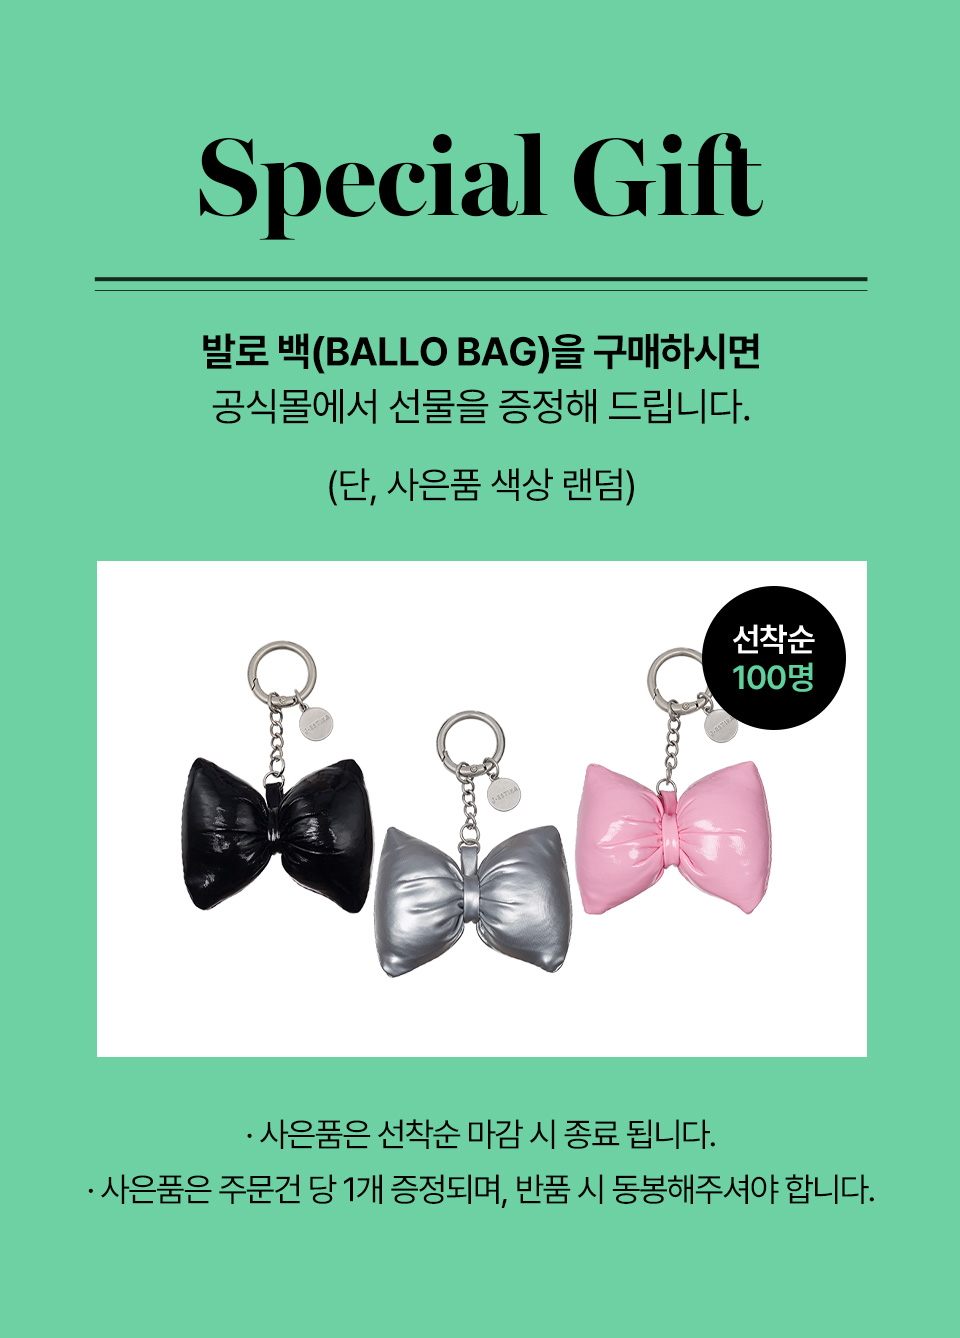 Special Gift
발로 백(BALLO BAG)을 구매하시면
공식몰에서 선물을 증정해 드립니다.
(단, 사은품 색상 랜덤)
선착순
100명
· 사은품은 선착순 마감 시 종료 됩니다.
· 사은품은 주문건 당 1개 증정되며, 반품 시 동봉해주셔야 합니다.